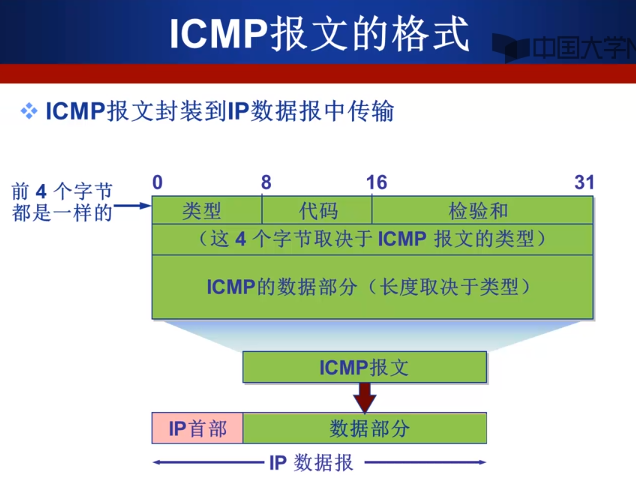 ICMP报文的格式
中国大学
ICMP报文封装到IP数据报中传输
前 4 个字节
都是一样的
0 8 16 31
类型 代码 检验和
（这 4 个字节取决于 ICMP 报文的类型）
ICMP的数据部分（长度取决于类型）
ICMP报文
IP首部 数据部分
IP 数据报